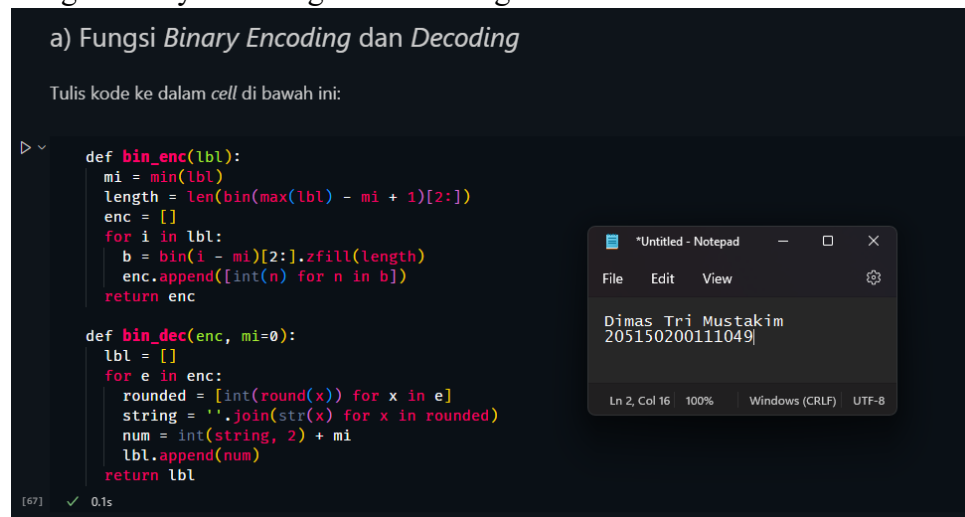 a) Fungsi Binary Encoding dan Decoding
Tulis kode ke dalam cell di bawah ini:
def bin_enc(lbl):
  mi = min(lbl)
  length = len(bin(max(lbl) - mi + 1)[2:])
  enc = []
  for i in lbl:
    b = bin(i - mi)[2:].zfill(length)
    enc.append([int(n) for n in b])
  return enc
def bin_dec(enc, mi=0):
  lbl = []
  for e in enc:
    rounded = [int(round(x)) for x in e]
    string = ''.join(str(x) for x in rounded)
    num = int(string, 2) + mi
    lbl.append(num)
  return lbl
[67] ✓ 0.1s
*Untitled - Notepad
File Edit View
Dimas Tri Mustakim
205150200111049
Ln 2, Col 16 100% Windows (CRLF) UTF-8